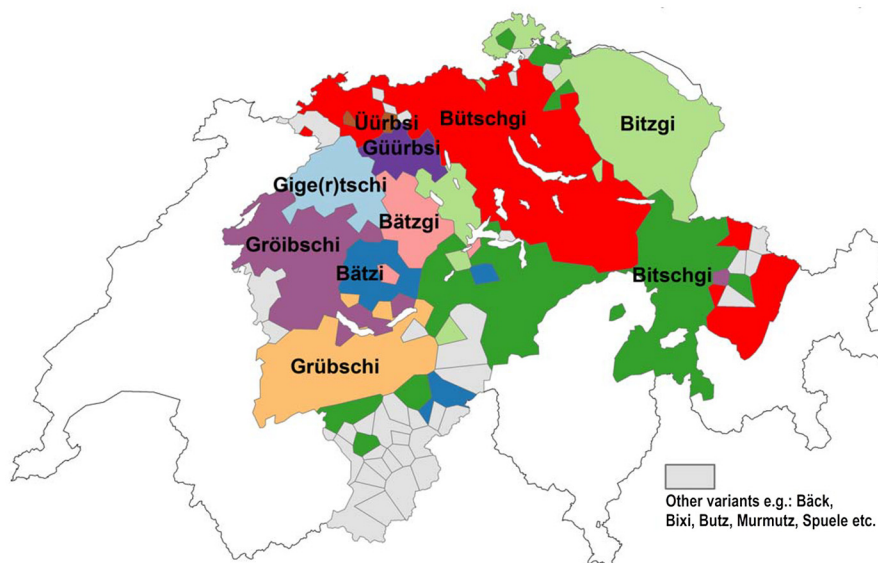 Üürbsi
Bütschgi
Bitzgi
Güürbsi
Gige(r)tschi
Bätzgi
Gröibschi
Bätzi
Bitschgi
Grübschi
Other variants e.g.: Bäck,
Bixi, Butz, Murmutz, Spuele etc.